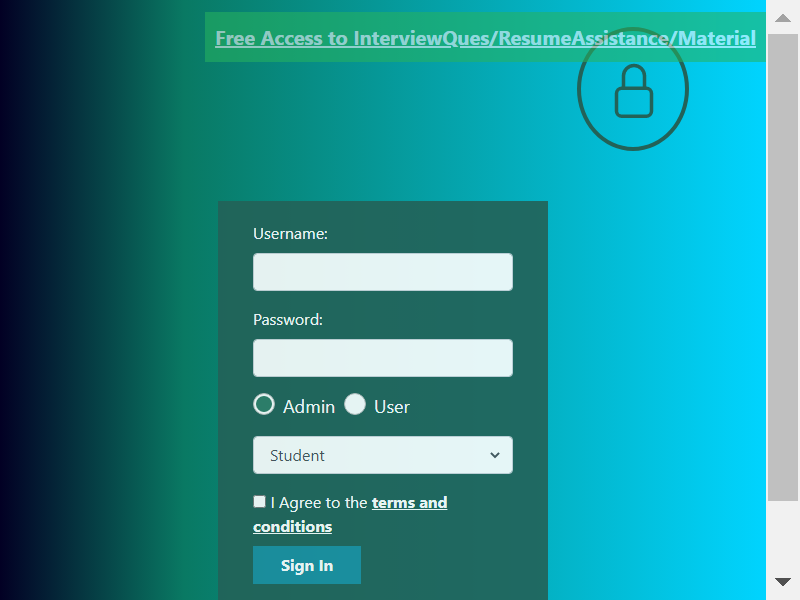 Free Access to InterviewQues/ResumeAssistance/Material
Username:
Password:
Admin User
Student
I Agree to the terms and
conditions
Sign In